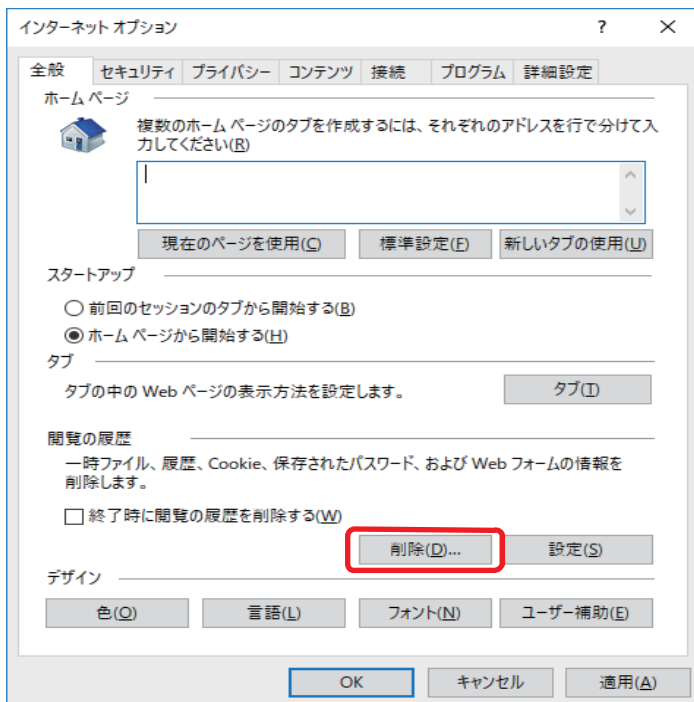 インターネット オプション ? ×
全般 セキュリティ プライバシー コンテンツ 接続 プログラム 詳細設定
ホーム ページ
複数のホーム ページのタブを作成するには、それぞれのアドレスを行で分けて入
力してください(R)
現在のページを使用(C) 標準設定(F) 新しいタブの使用(U)
スタートアップ
前回のセッションのタブから開始する(B)
ホーム ページから開始する(H)
タブ
タブの中の Web ページの表示方法を設定します。 タブ(T)
閲覧の履歴
一時ファイル、履歴、Cookie、保存されたパスワード、および Web フォームの情報を
削除します。
終了時に閲覧の履歴を削除する(W)
削除(D)... 設定(S)
デザイン
色(O) 言語(L) フォント(N) ユーザー補助(E)
OK キャンセル 適用(A)